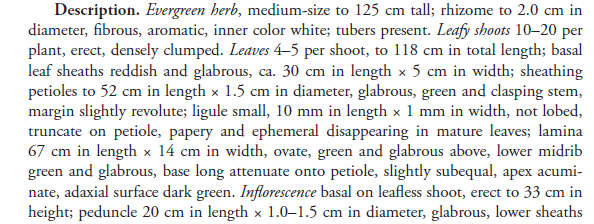 Description. Evergreen herb, medium-size to 125 cm tall; rhizome to 2.0 cm in
diameter, fibrous, aromatic, inner color white; tubers present. Leafy shoots 10–20 per
plant, erect, densely clumped. Leaves 4–5 per shoot, to 118 cm in total length; basal
leaf sheaths reddish and glabrous, ca. 30 cm in length × 5 cm in width; sheathing
petioles to 52 cm in length × 1.5 cm in diameter, glabrous, green and clasping stem,
margin slightly revolute; ligule small, 10 mm in length × 1 mm in width, not lobed,
truncate on petiole, papery and ephemeral disappearing in mature leaves; lamina
67 cm in length × 14 cm in width, ovate, green and glabrous above, lower midrib
green and glabrous, base long attenuate onto petiole, slightly subequal, apex acumi-
nate, adaxial surface dark green. Inflorescence basal on leafless shoot, erect to 33 cm in
height; peduncle 20 cm in length × 1.0–1.5 cm in diameter, glabrous, lower sheaths